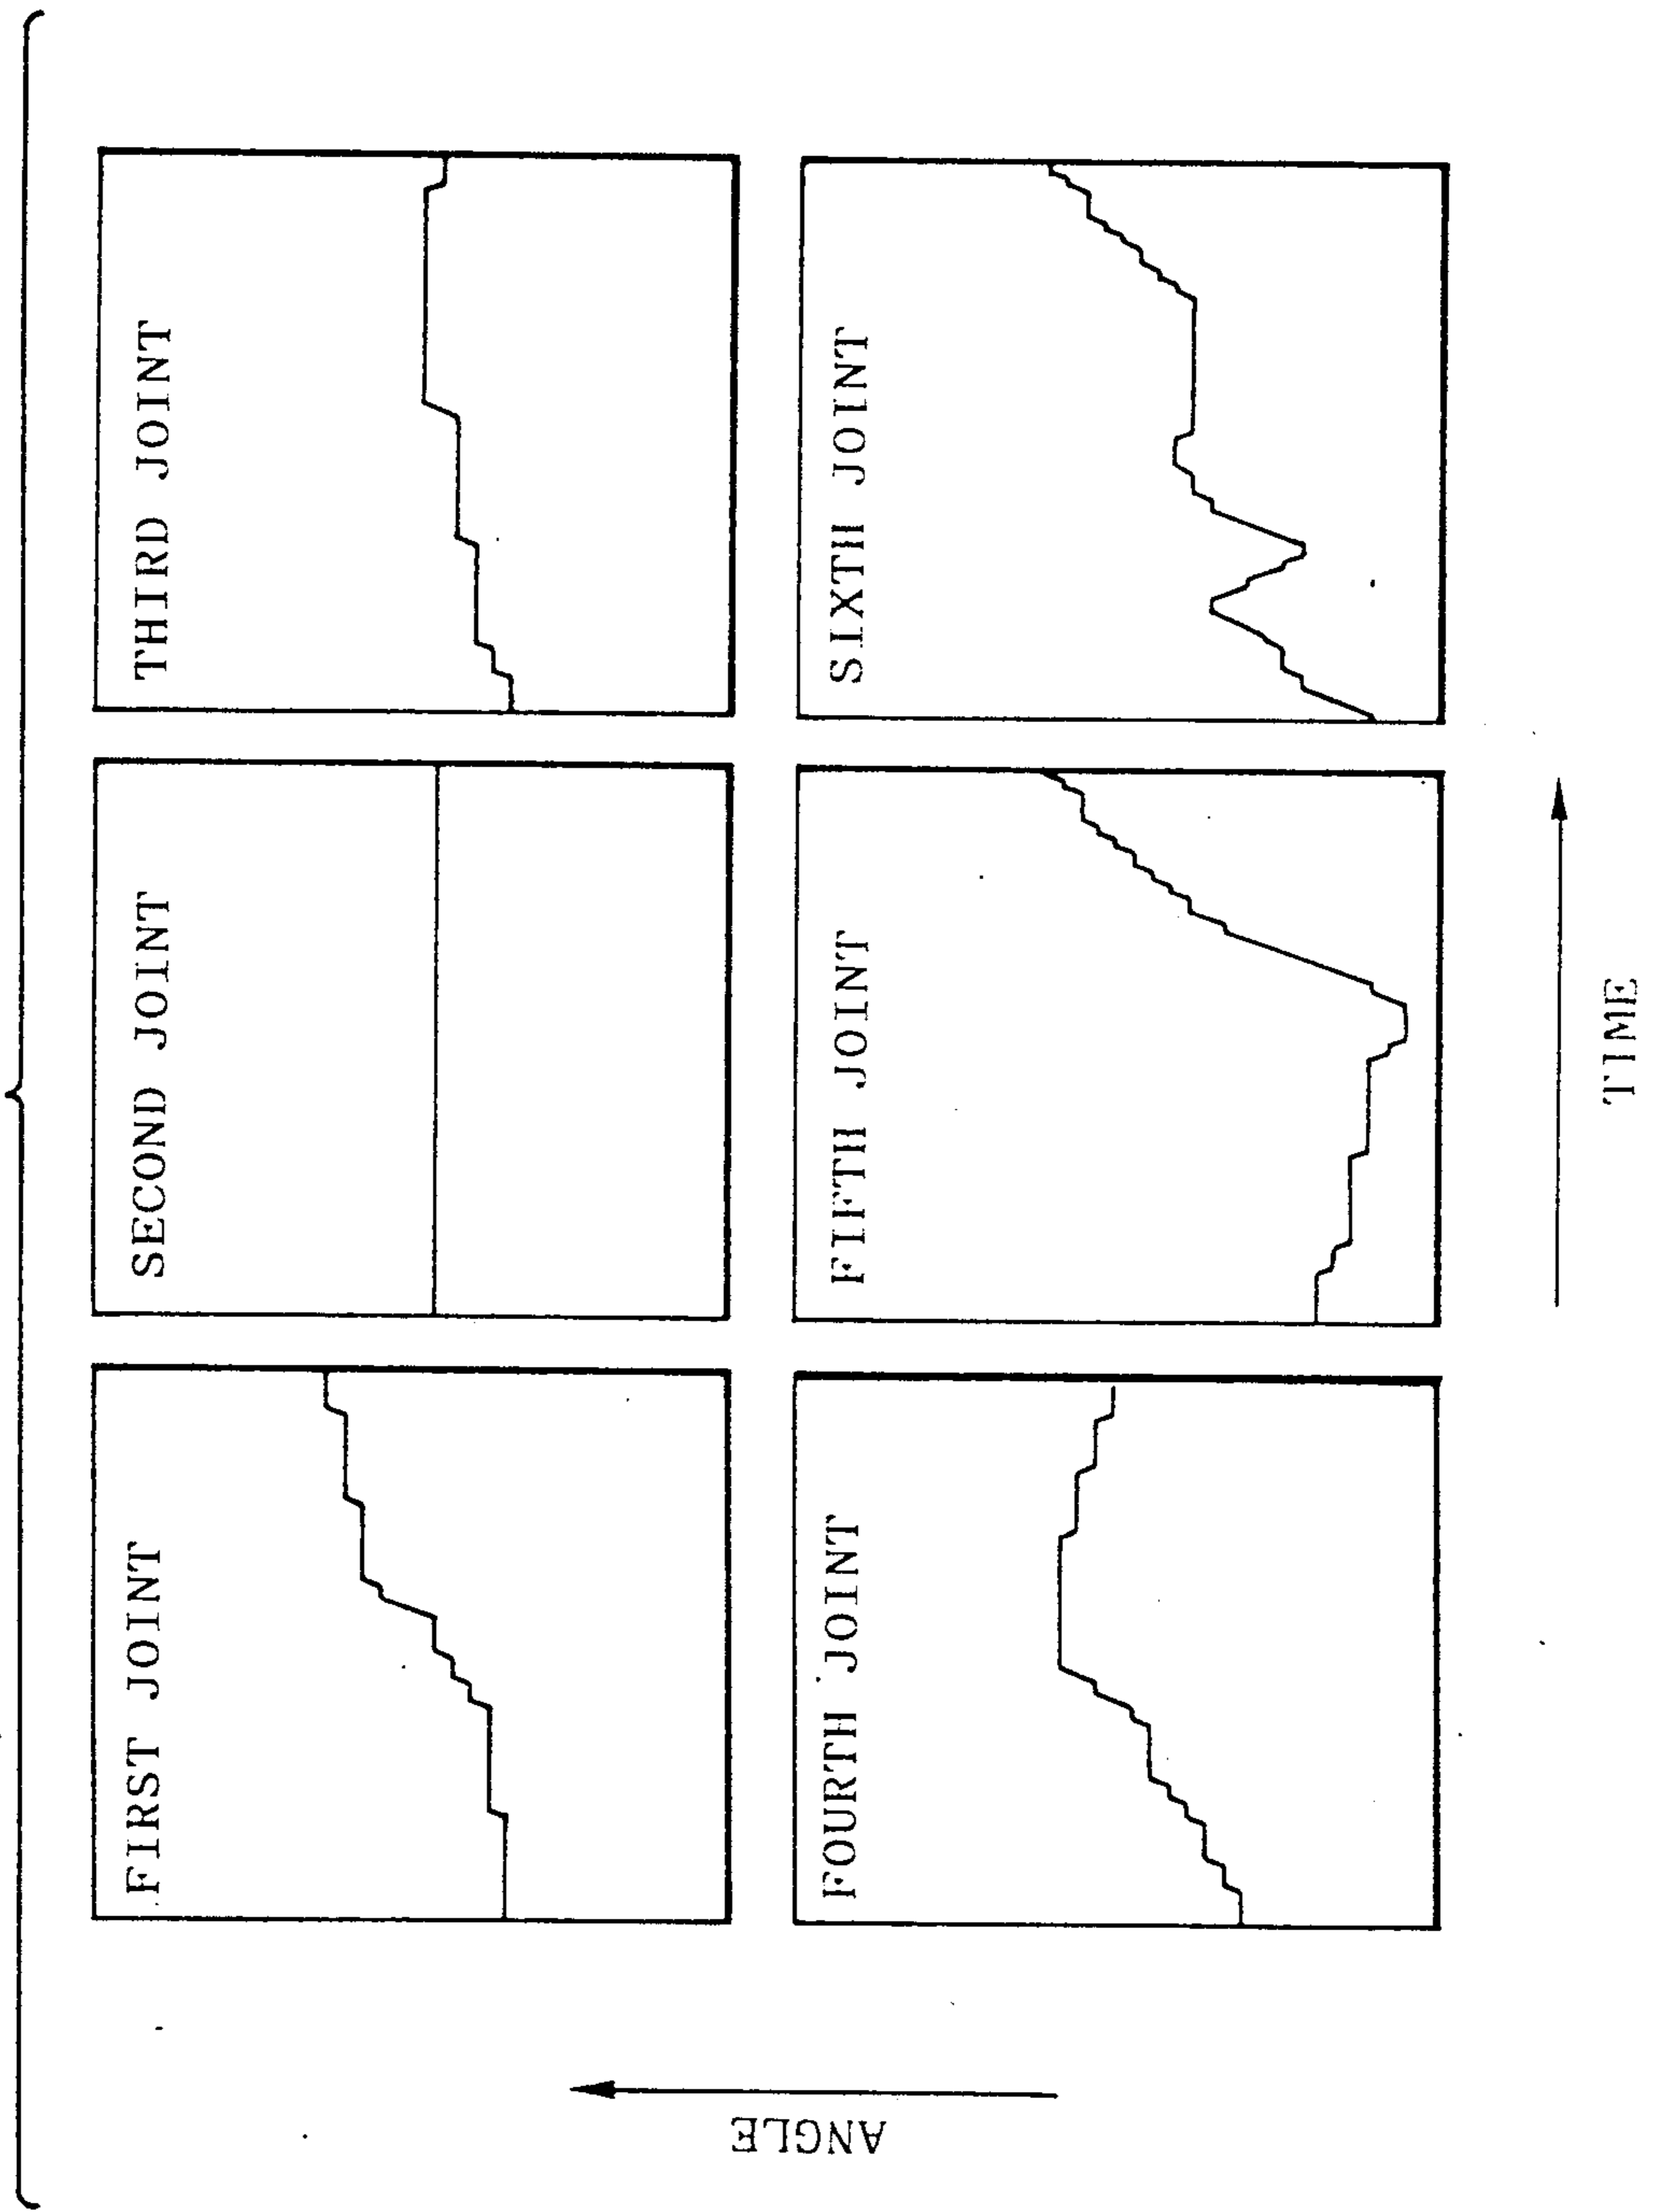 FIRST JOINT
SECOND JOINT
THIRD JOINT
FOURTH JOINT
FIFTH JOINT
SIXTH JOINT
ANGLE
TIME